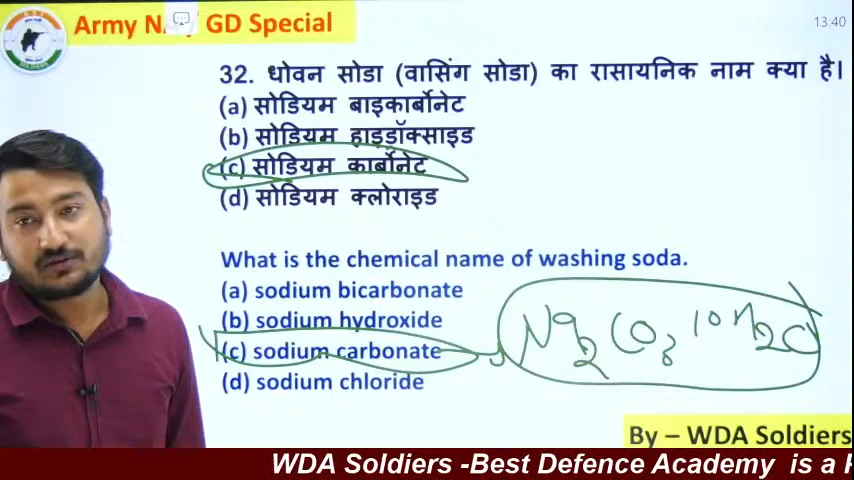 Army N GD Special
13:40
32. धोवन सोडा (वासिंग सोडा) का रासायनिक नाम क्या है।
(a) सोडियम बाइकार्बोनेट
(b) सोडियम हाइडॉक्साइड
(c) सोडियम कार्बोनेट
(d) सोडियम क्लोराइड
What is the chemical name of washing soda.
(a) sodium bicarbonate
(b) sodium hydroxide
(c) sodium carbonate
(d) sodium chloride
Na2CO3 10H2O
By – WDA Soldiers
WDA Soldiers -Best Defence Academy is a